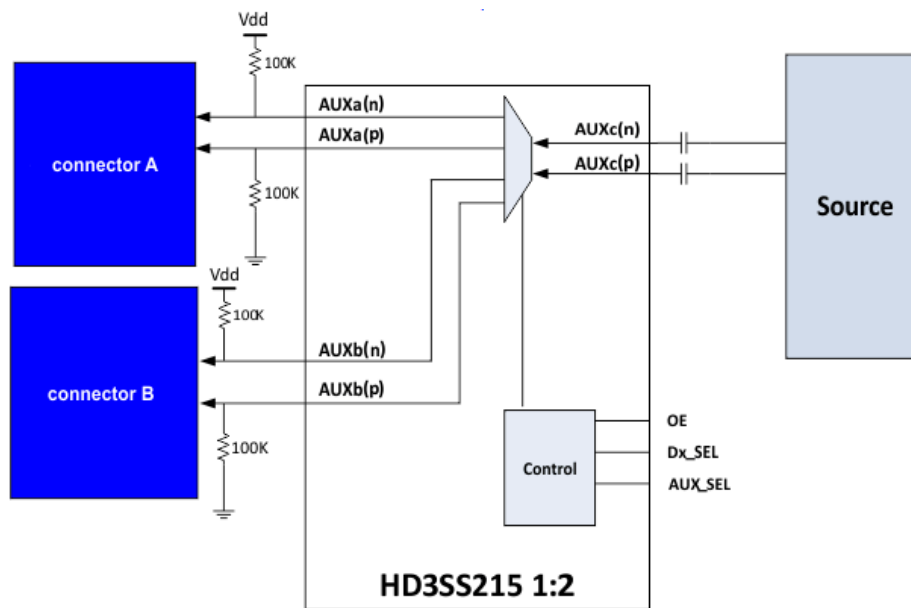 Vdd
100K
AUXa(n)
AUXa(p)
connector A
100K
AUXc(n)
AUXc(p)
Source
Vdd
100K
AUXb(n)
connector B
AUXb(p)
100K
Control
OE
Dx_SEL
AUX_SEL
HD3SS215 1:2